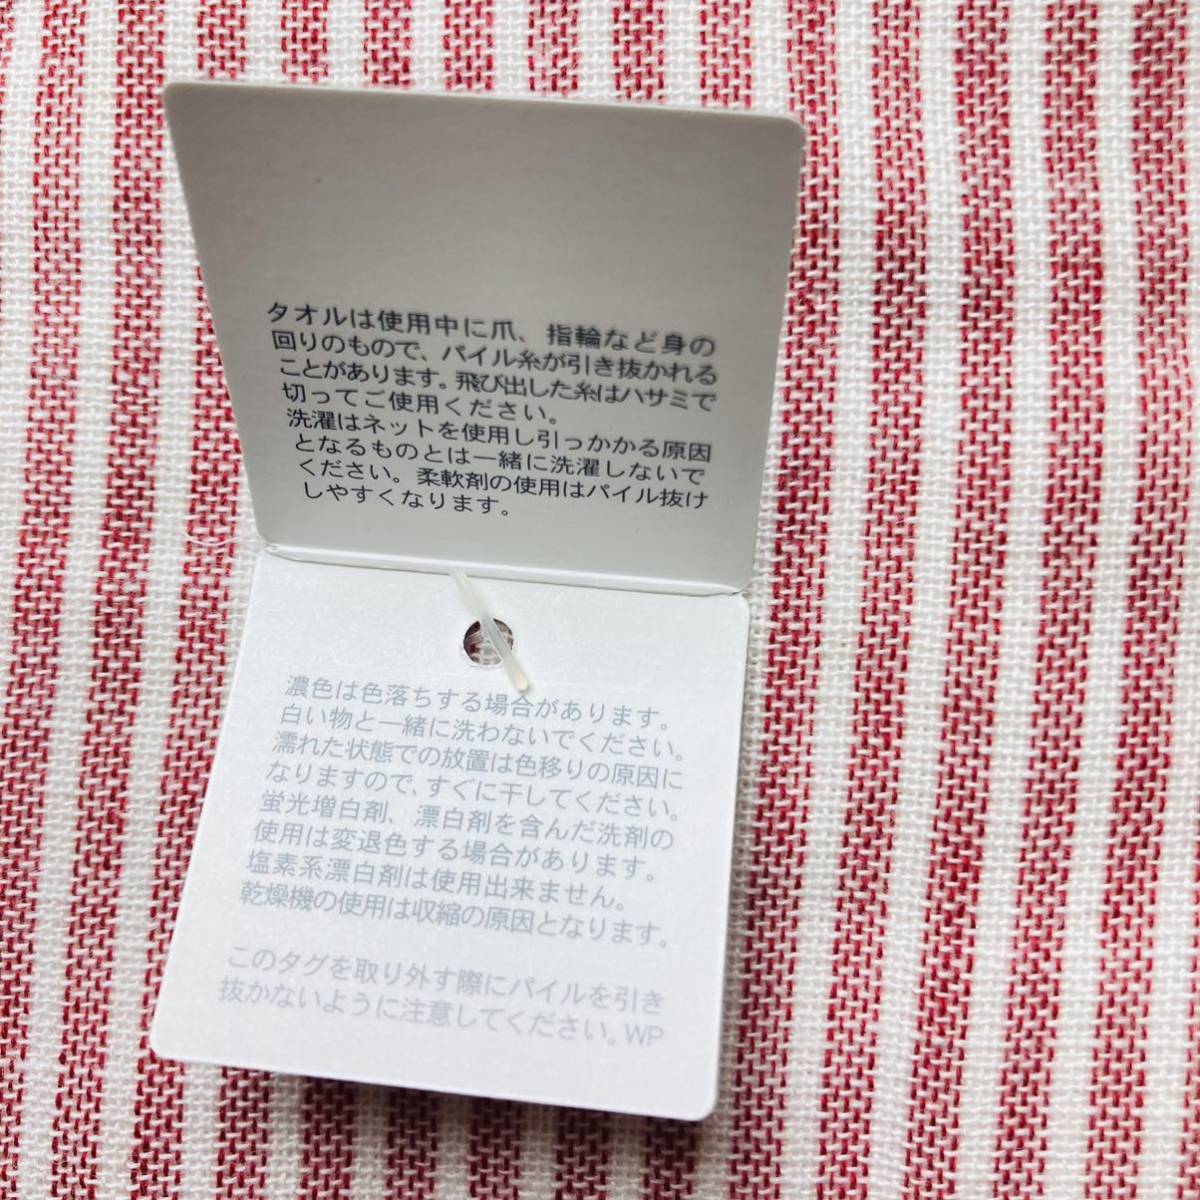 タオルは使用中に爪、指輪など身の
回りのもので、パイル糸が引き抜かれる
ことがあります。飛び出した糸はハサミで
切ってご使用ください。
洗濯はネットを使用し引っかかる原因
となるものとは一緒に洗濯しないで
ください。柔軟剤の使用はパイル抜け
しやすくなります。
濃色は色落ちする場合があります。
白い物と一緒に洗わないでください。
濡れた状態での放置は色移りの原因に
なりますので、すぐに干してください。
蛍光増白剤、漂白剤を含んだ洗剤の
使用は変退色する場合があります。
塩素系漂白剤は使用出来ません。
乾燥機の使用は収縮の原因となります。
このタグを取り外す際にパイルを引き
抜かないように注意してください。WP